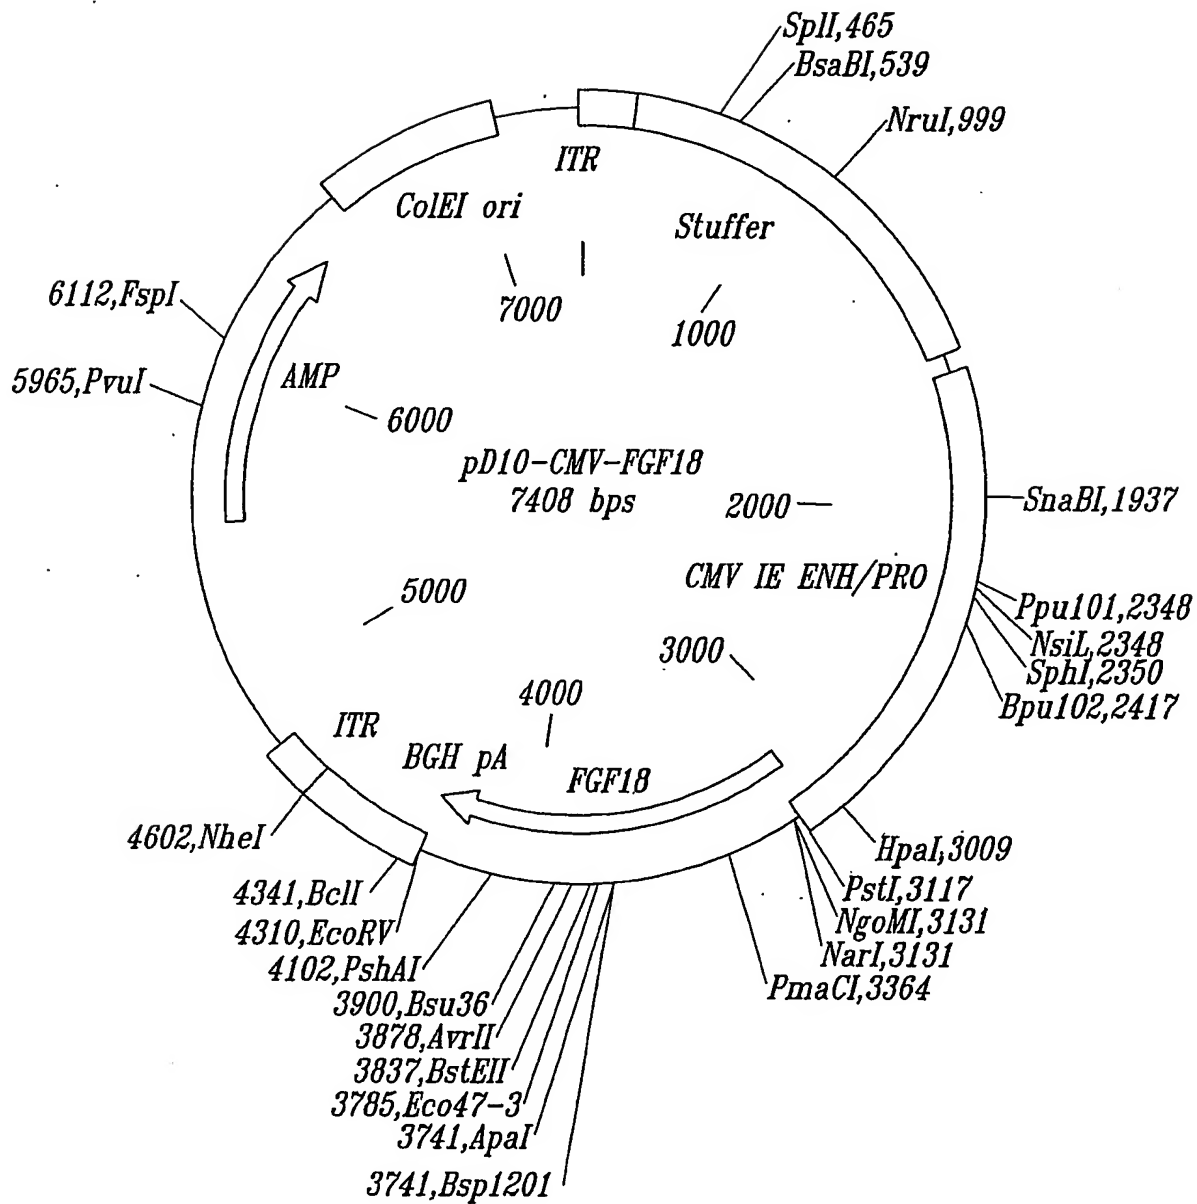 SplI,465
BsaBI,539
NruI,999
ITR
ColEI ori
Stuffer
7000
1000
6112,FspI
5965,PvuI
AMP
6000
pD10-CMV-FGF18
7408 bps
2000
SnaBI,1937
CMV IE ENH/PRO
5000
Ppu101,2348
NsiL,2348
SphI,2350
Bpu102,2417
3000
4000
ITR
BGH pA
FGF18
4602,NheI
4341,BclI
4310,EcoRV
4102,PshAI
3900,Bsu36
3878,AvrII
3837,BstEII
3785,Eco47-3
3741,ApaI
3741,Bsp1201
HpaI,3009
PstI,3117
NgoMI,3131
NarI,3131
PmaCI,3364